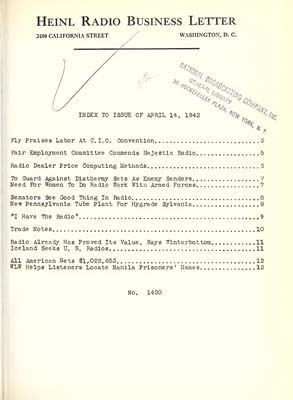 HEINL RADIO BUSINESS LETTER
2400 CALIFORNIA STREET WASHINGTON, D. C.
NATIONAL BROADCASTING COMPANY, INC.
GENERAL LIBRARY
30 ROCKEFELLER PLAZA, NEW YORK, N. Y.
INDEX TO ISSUE OF APRIL 14, 1942
Fly Praises Labor At C.I.O. Convention.....2
Fair Employment Committee Commends Majestic Radio.....6
Radio Dealer Price Computing Methods.....5
To Guard Against Diathermy Sets As Enemy Senders.....7
Need For Women To Do Radio Work With Armed Forces.....7
Senators See Good Thing In Radio.....8
New Pennsylvania Tube Plant For Hygrade Sylvania.....8
"I Have The Radio".....9
Trade Notes.....10
Radio Already Has Proved Its Value, Says Winterbottom.....11
Iceland Seeks U. S. Radios.....11
All American Nets $1,022,653.....12
WLW Helps Listeners Locate Manila Prisoners' Names.....12
No. 1420